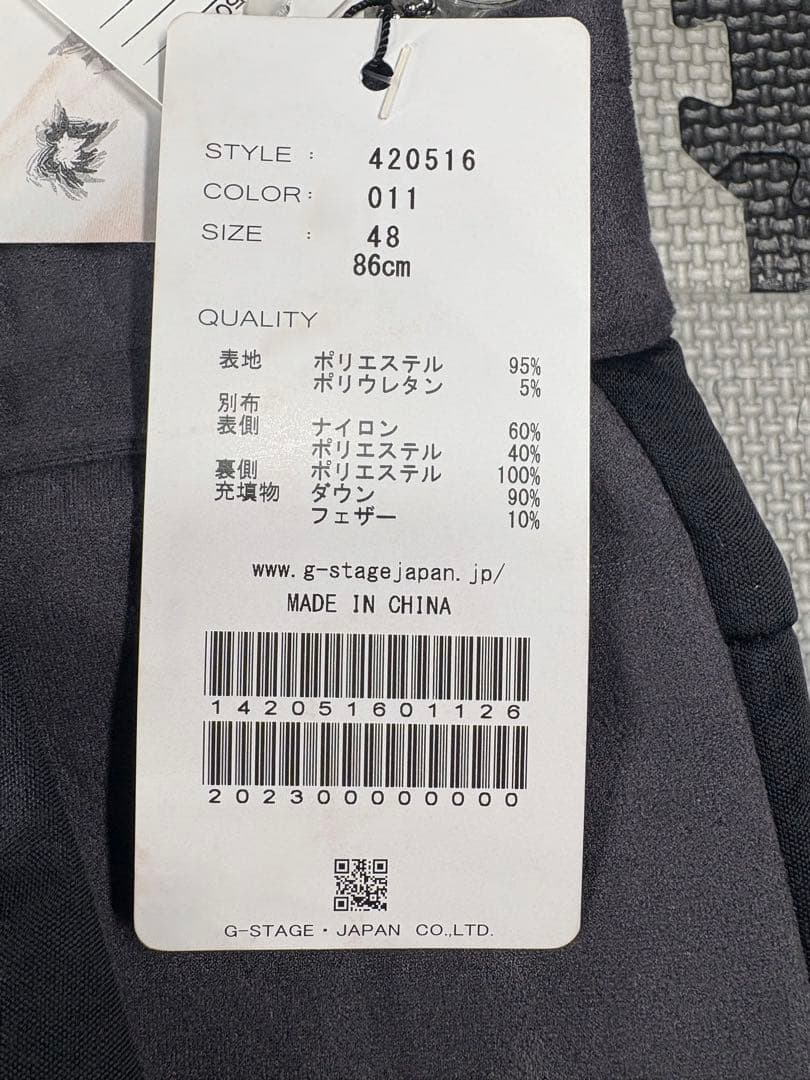 STYLE : 420516
COLOR: 011
SIZE : 48
86cm
QUALITY
表地 ポリエステル 95%
ポリウレタン 5%
別布
表側 ナイロン 60%
ポリエステル 40%
裏側 ポリエステル 100%
充填物 ダウン 90%
フェザー 10%
www.g-stagejapan.jp/
MADE IN CHINA
142051601126
202300000000
G-STAGE・JAPAN CO.,LTD.